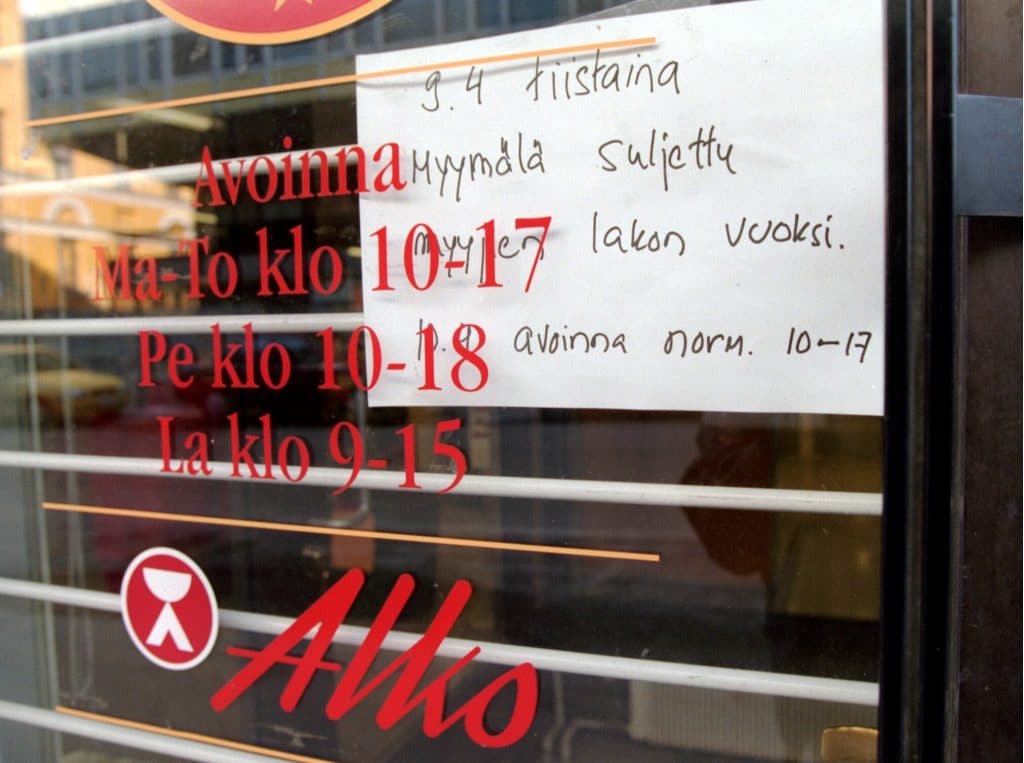 9.4 tiistaina
Myymälä suljettu
myyjien lakon vuoksi.
avoinna norm. 10–17
Avoinna
Ma-To klo 10-17
Pe klo 10-18
La klo 9-15
Alko